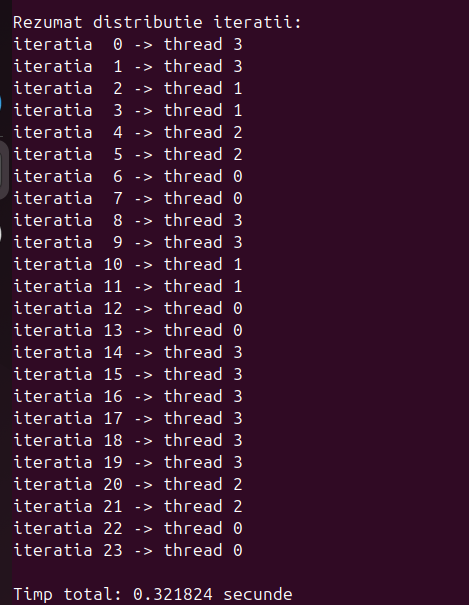 Rezumat distributie iteratii:
iteratia  0 -> thread 3
iteratia  1 -> thread 3
iteratia  2 -> thread 1
iteratia  3 -> thread 1
iteratia  4 -> thread 2
iteratia  5 -> thread 2
iteratia  6 -> thread 0
iteratia  7 -> thread 0
iteratia  8 -> thread 3
iteratia  9 -> thread 3
iteratia 10 -> thread 1
iteratia 11 -> thread 1
iteratia 12 -> thread 0
iteratia 13 -> thread 0
iteratia 14 -> thread 3
iteratia 15 -> thread 3
iteratia 16 -> thread 3
iteratia 17 -> thread 3
iteratia 18 -> thread 3
iteratia 19 -> thread 3
iteratia 20 -> thread 2
iteratia 21 -> thread 2
iteratia 22 -> thread 0
iteratia 23 -> thread 0
Timp total: 0.321824 secunde